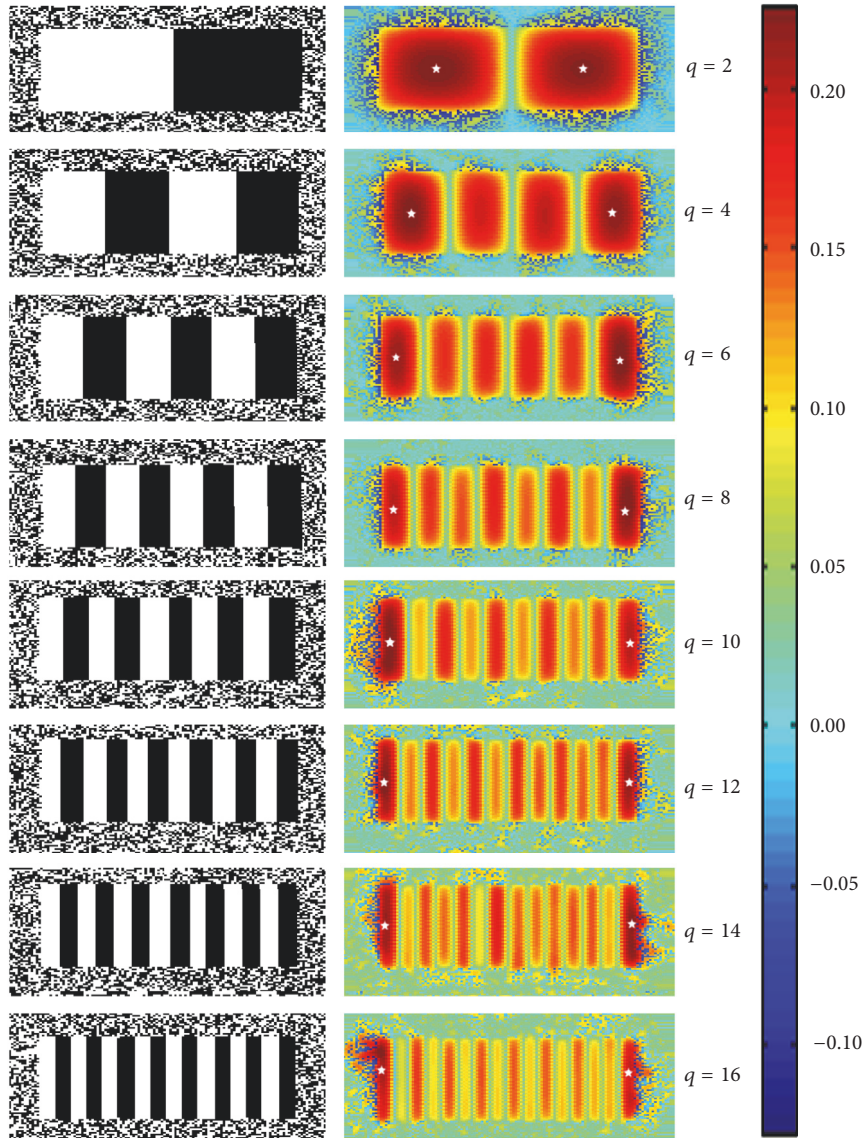 q = 2
q = 4
q = 6
q = 8
q = 10
q = 12
q = 14
q = 16
0.20
0.15
0.10
0.05
0.00
−0.05
−0.10